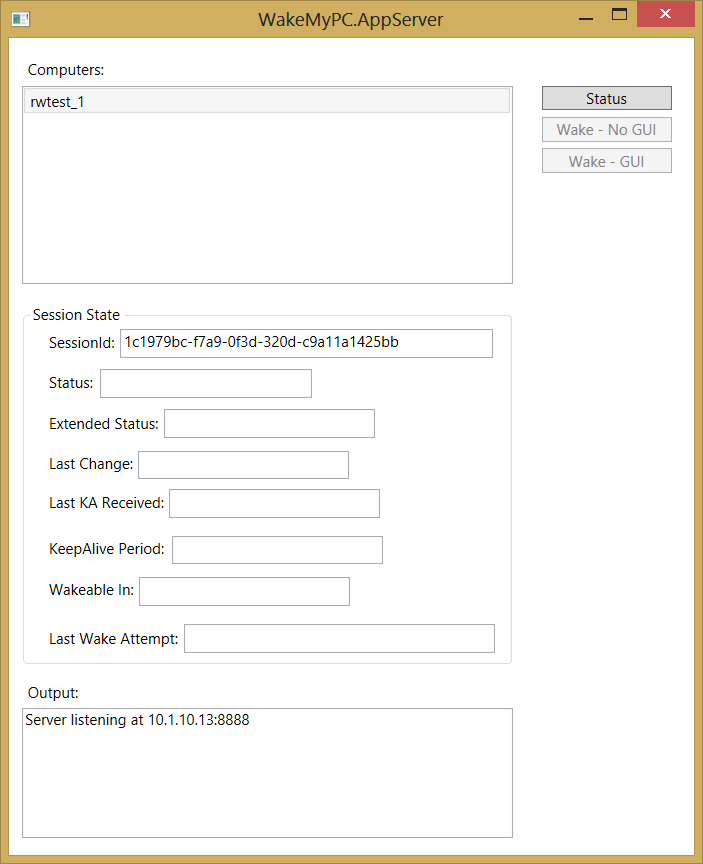 WakeMyPC.AppServer
Computers:
rwtest_1
Status
Wake - No GUI
Wake - GUI
Session State
SessionId: 1c1979bc-f7a9-0f3d-320d-c9a11a1425bb
Status:
Extended Status:
Last Change:
Last KA Received:
KeepAlive Period:
Wakeable In:
Last Wake Attempt:
Output:
Server listening at 10.1.10.13:8888